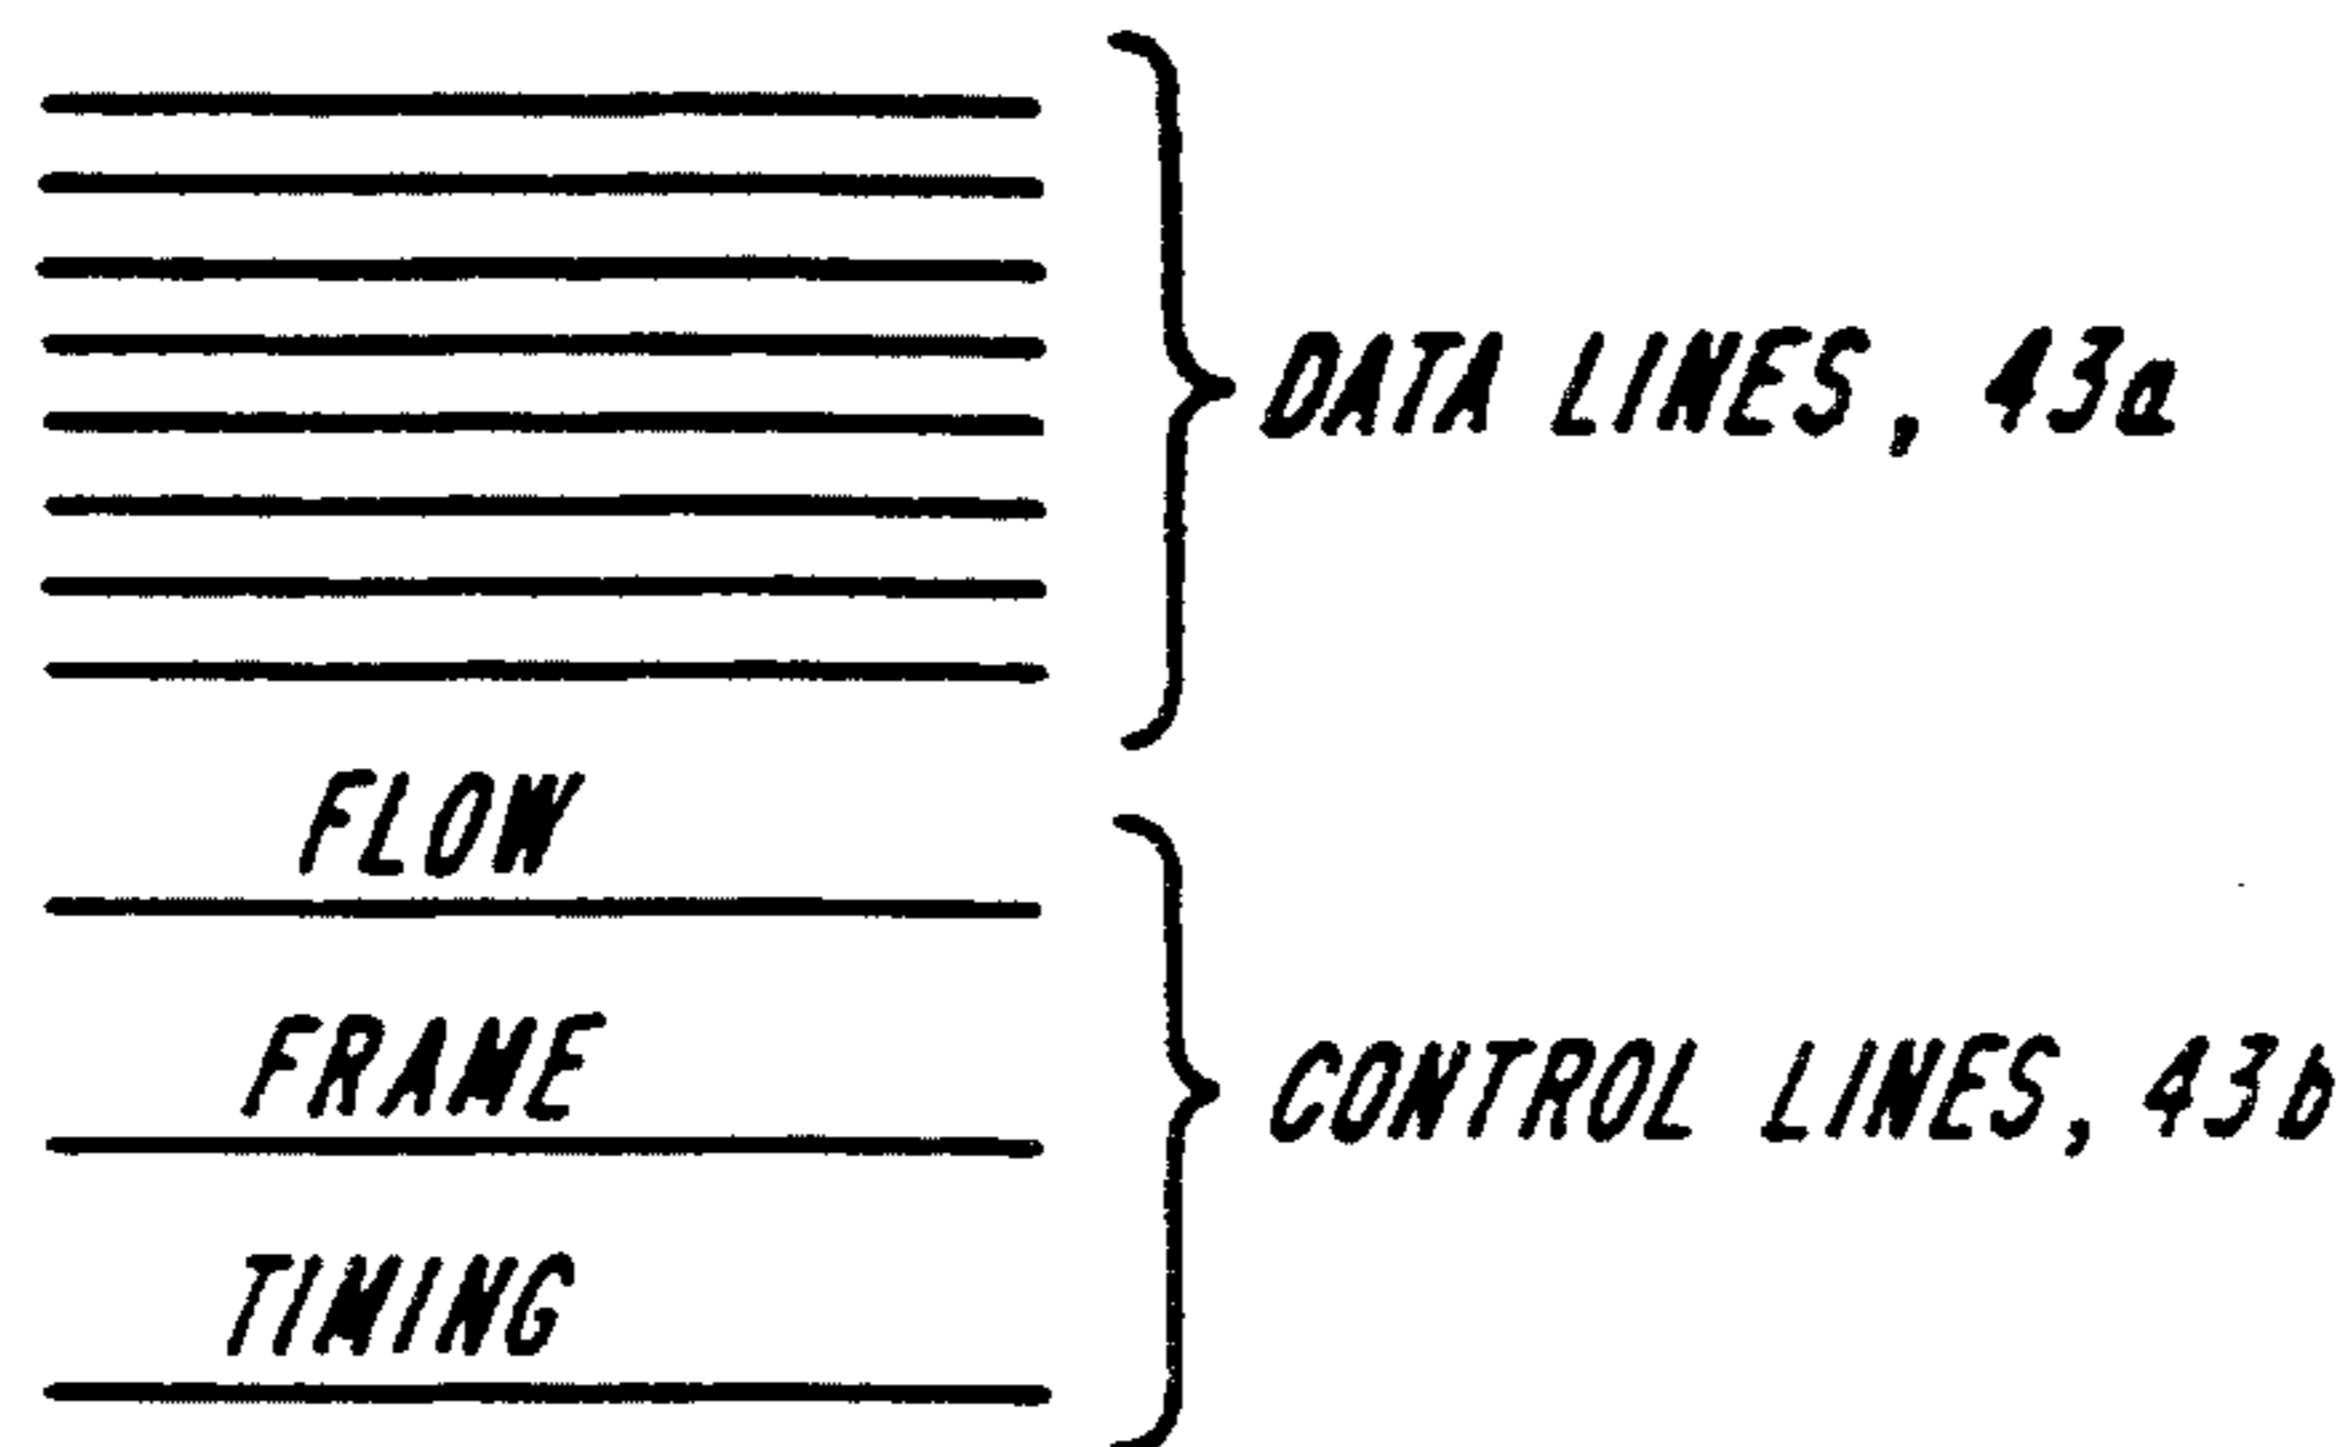 DATA LINES, 43a
FLOW
FRAME
CONTROL LINES, 43b
TIMING